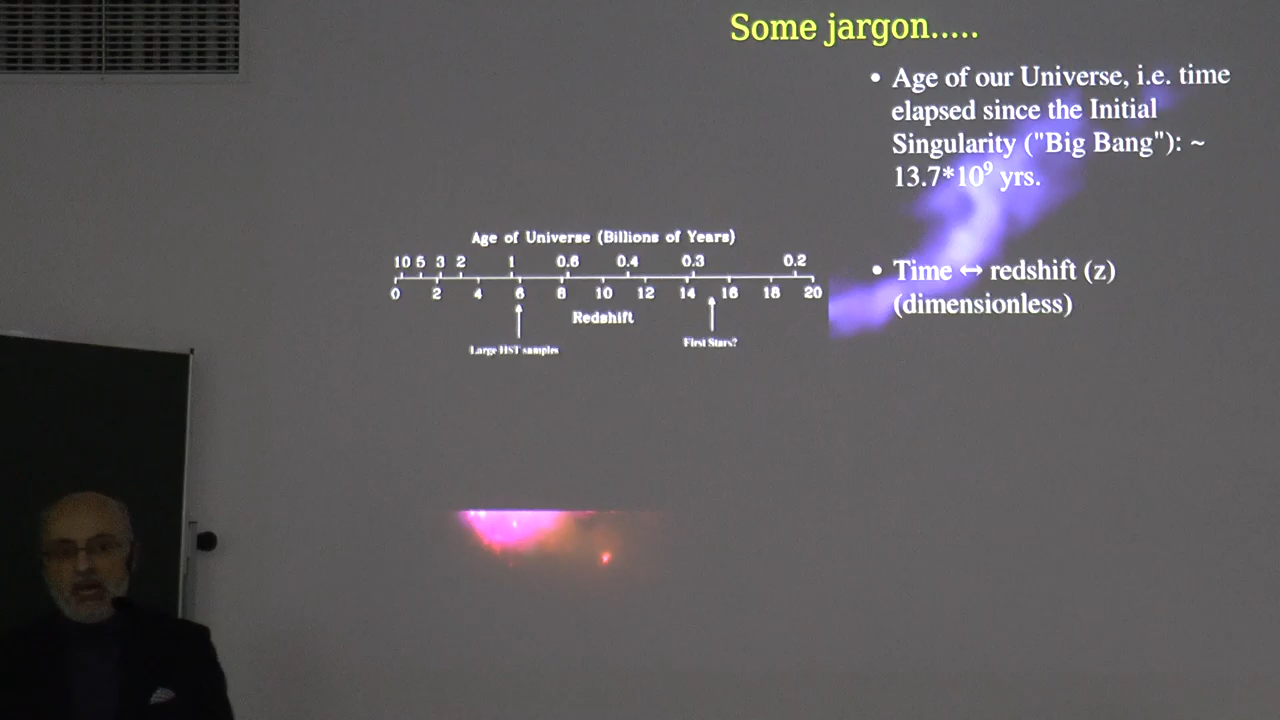 Some jargon.....
• Age of our Universe, i.e. time
elapsed since the Initial
Singularity ("Big Bang"): ~
13.7*10⁹ yrs.
• Time ↔ redshift (z)
(dimensionless)
Age of Universe (Billions of Years)
10 5 3 2 1 0.6 0.4 0.3 0.2
0 2 4 6 8 10 12 14 16 18 20
Redshift
Large HST samples
First Stars?